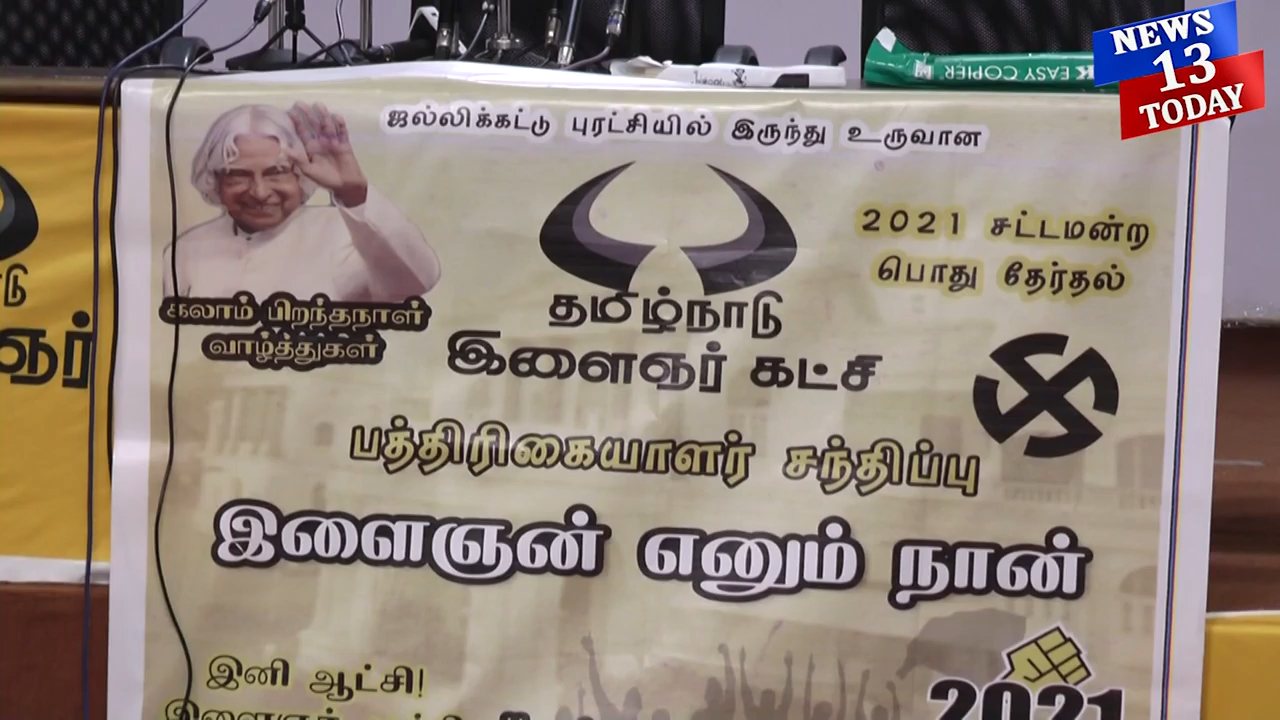 NEWS
13
TODAY
K EASY COPIER
ஜல்லிக்கட்டு புரட்சியில் இருந்து உருவான
2021 சட்டமன்ற
பொது தேர்தல்
கலாம் பிறந்தநாள்
வாழ்த்துகள்
தமிழ்நாடு
இளைஞர் கட்சி
பத்திரிகையாளர் சந்திப்பு
இளைஞன் எனும் நான்
இனி ஆட்சி!
2021